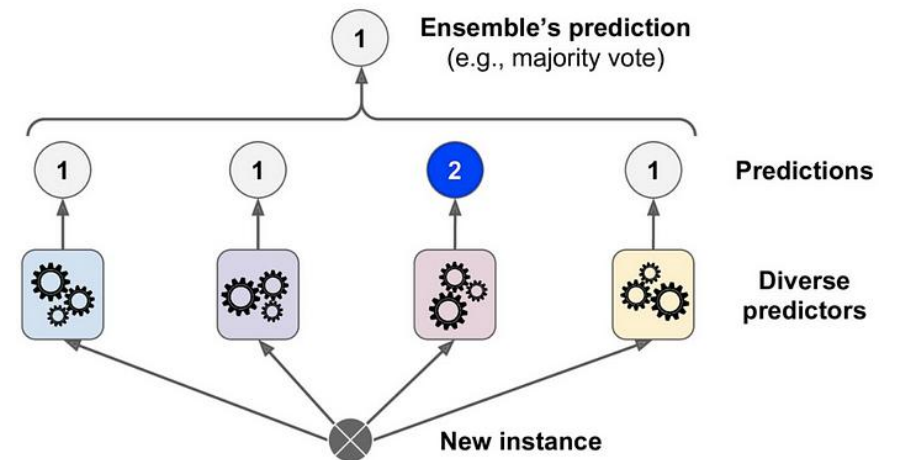 1
Ensemble’s prediction
(e.g., majority vote)
1 1 2 1 Predictions
Diverse
predictors
New instance